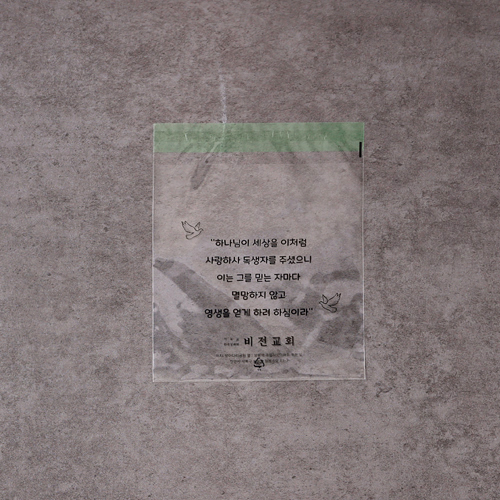 "하나님이 세상을 이처럼
사랑하사 독생자를 주셨으니
이는 그를 믿는 자마다
멸망하지 않고
영생을 얻게 하려 하심이라"
비전교회